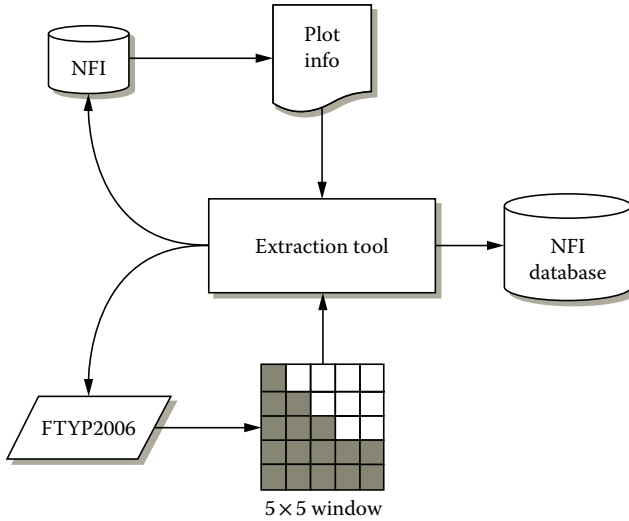 Plot
info
NFI
Extraction tool
NFI
database
FTYP2006
5 × 5 window